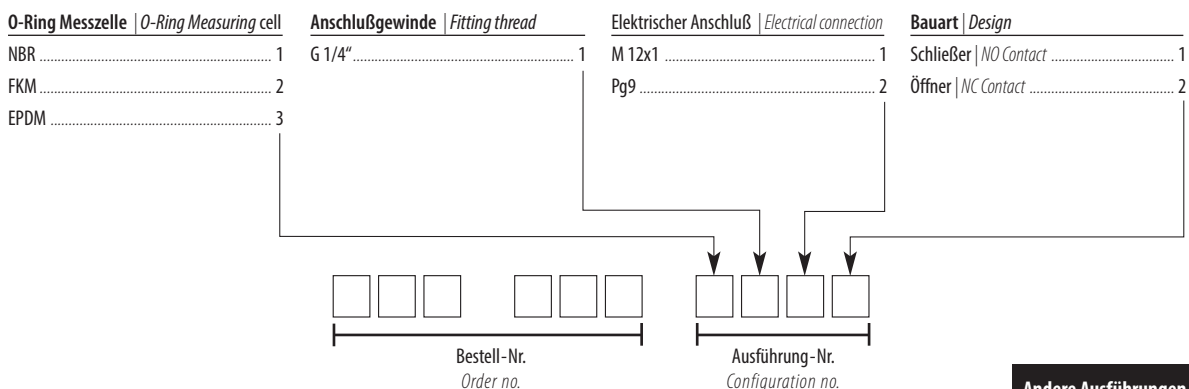 O-Ring Messzelle | O-Ring Measuring cell
NBR 1
FKM 2
EPDM 3
Anschlußgewinde | Fitting thread
G 1/4“ 1
Elektrischer Anschluß | Electrical connection
M 12x1 1
Pg9 2
Bauart | Design
Schließer | NO Contact 1
Öffner | NC Contact 2
Bestell-Nr.
Order no.
Ausführung-Nr.
Configuration no.
Andere Ausführungen